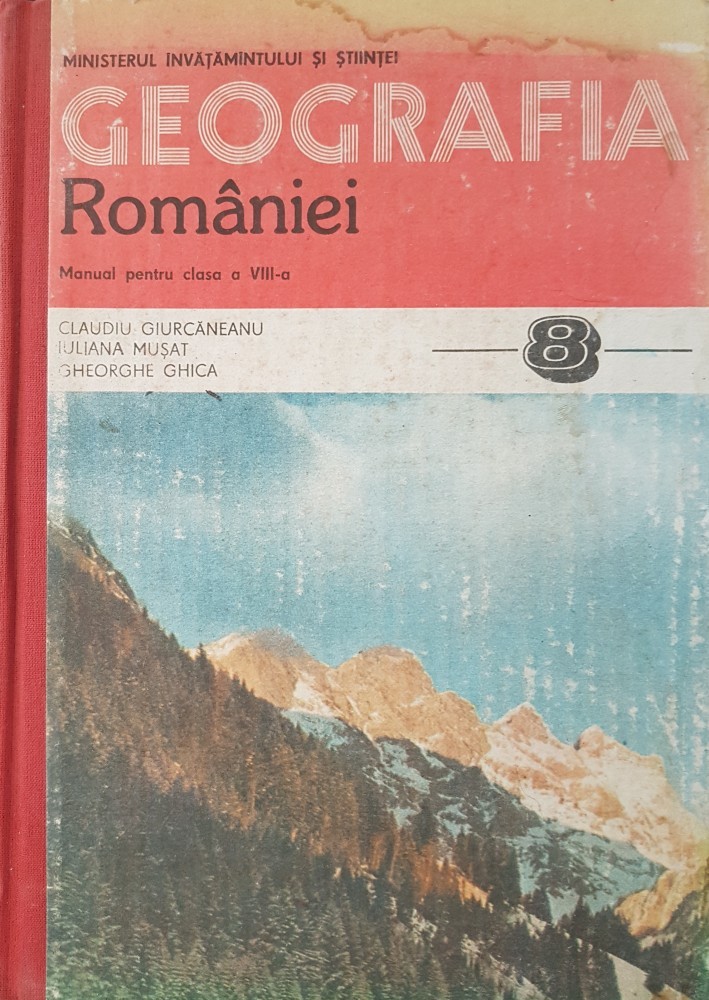 MINISTERUL ÎNVĂȚĂMÎNTULUI ȘI ȘTIINȚEI
GEOGRAFIA
României
Manual pentru clasa a VIII-a
CLAUDIU GIURCĂNEANU
IULIANA MUȘAT
GHEORGHE GHICA
8